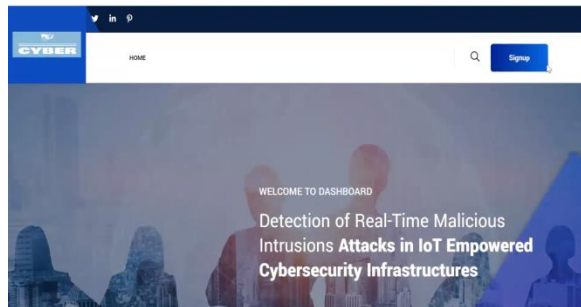 CYBER
HOME
Signup
WELCOME TO DASHBOARD
Detection of Real-Time Malicious
Intrusions Attacks in IoT Empowered
Cybersecurity Infrastructures